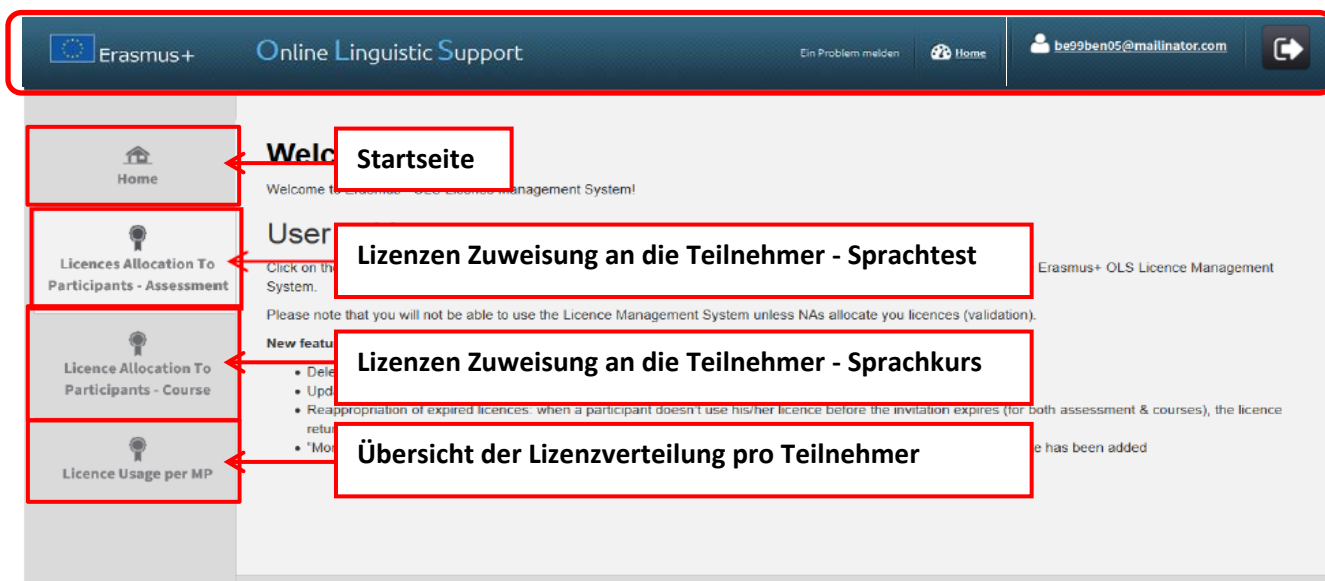 Erasmus+
Online Linguistic Support
Ein Problem melden
Home
be99ben05@mailinator.com
Home
Licences Allocation To
Participants - Assessment
Licence Allocation To
Participants - Course
Licence Usage per MP
Startseite
Welcome to Erasmus OLS Licence Management System!
User
Lizenzen Zuweisung an die Teilnehmer - Sprachtest
Click on the Erasmus+ OLS Licence Management
System.
Please note that you will not be able to use the Licence Management System unless NAs allocate you licences (validation).
New
Lizenzen Zuweisung an die Teilnehmer - Sprachkurs
• Reappropriation of expired licences: when a participant doesn't use his/her licence before the invitation expires (for both assessment & courses), the licence
Übersicht der Lizenzverteilung pro Teilnehmer
e has been added